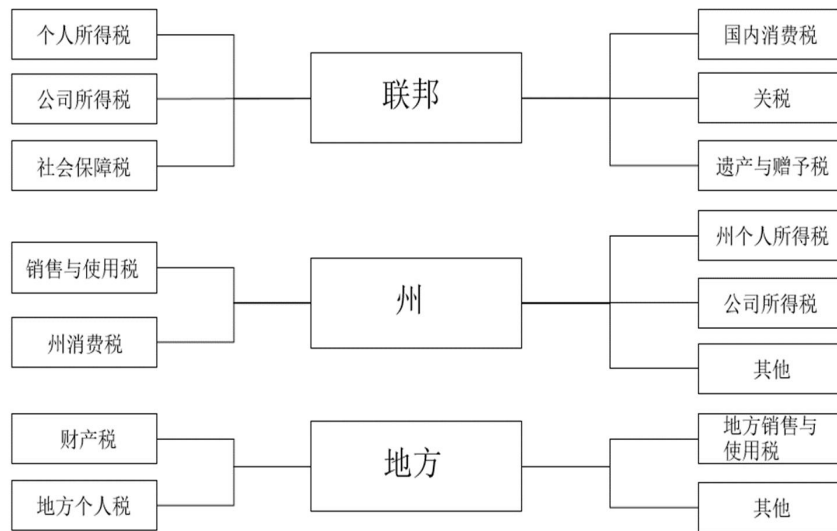 个人所得税
公司所得税
社会保障税
联邦
国内消费税
关税
遗产与赠予税
销售与使用税
州消费税
州
州个人所得税
公司所得税
其他
财产税
地方个人税
地方
地方销售与
使用税
其他